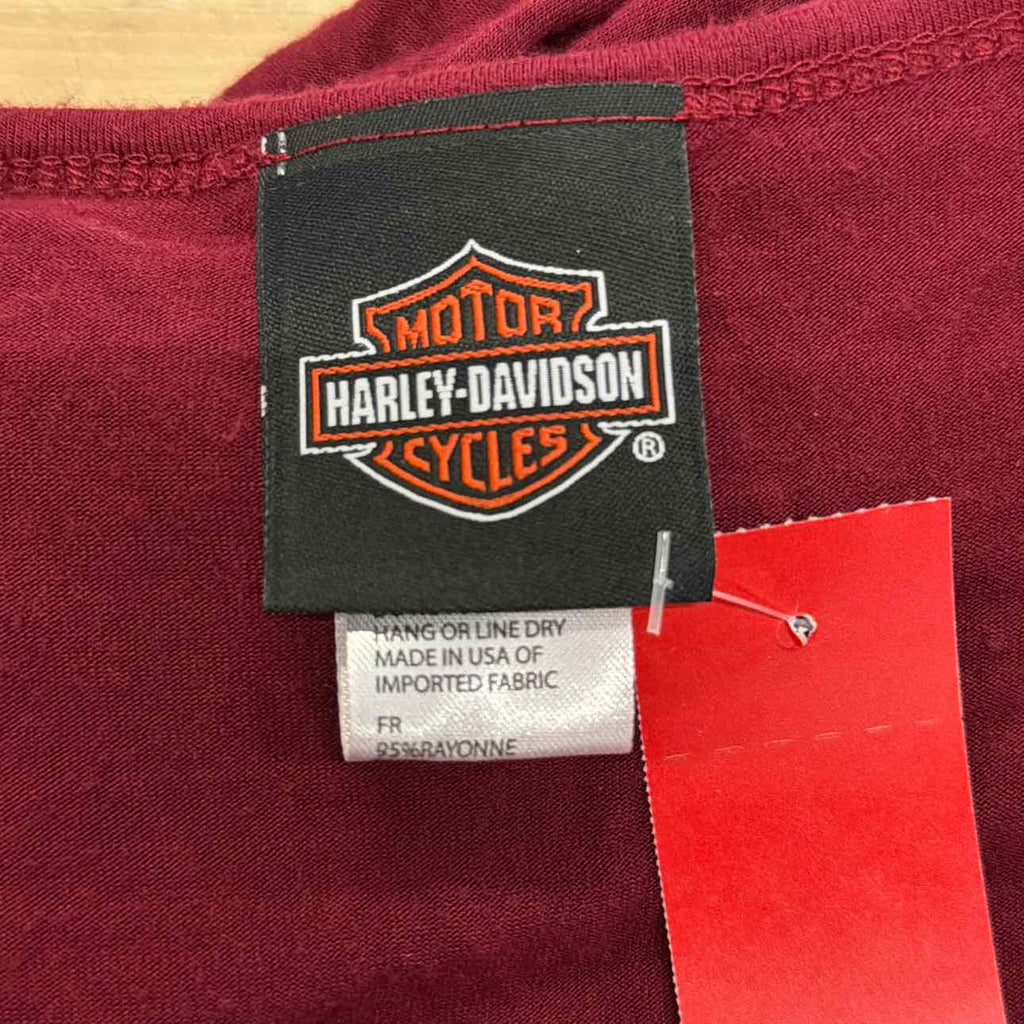 MOTOR
HARLEY-DAVIDSON
CYCLES
®
HANG OR LINE DRY
MADE IN USA OF
IMPORTED FABRIC
FR
95%RAYONNE